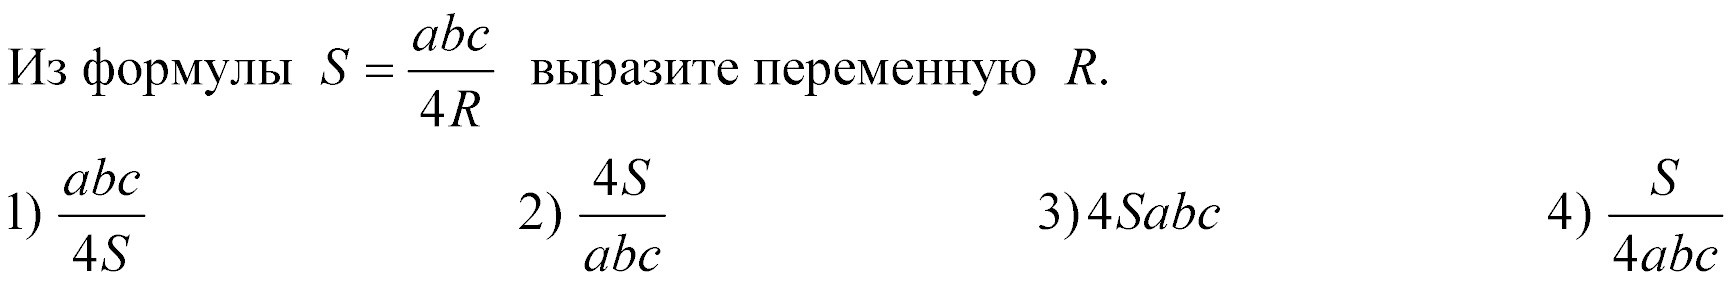 Из формулы S = abc/4R выразите переменную R.
1) abc/4S 2) 4S/abc 3) 4Sabc 4) S/4abc